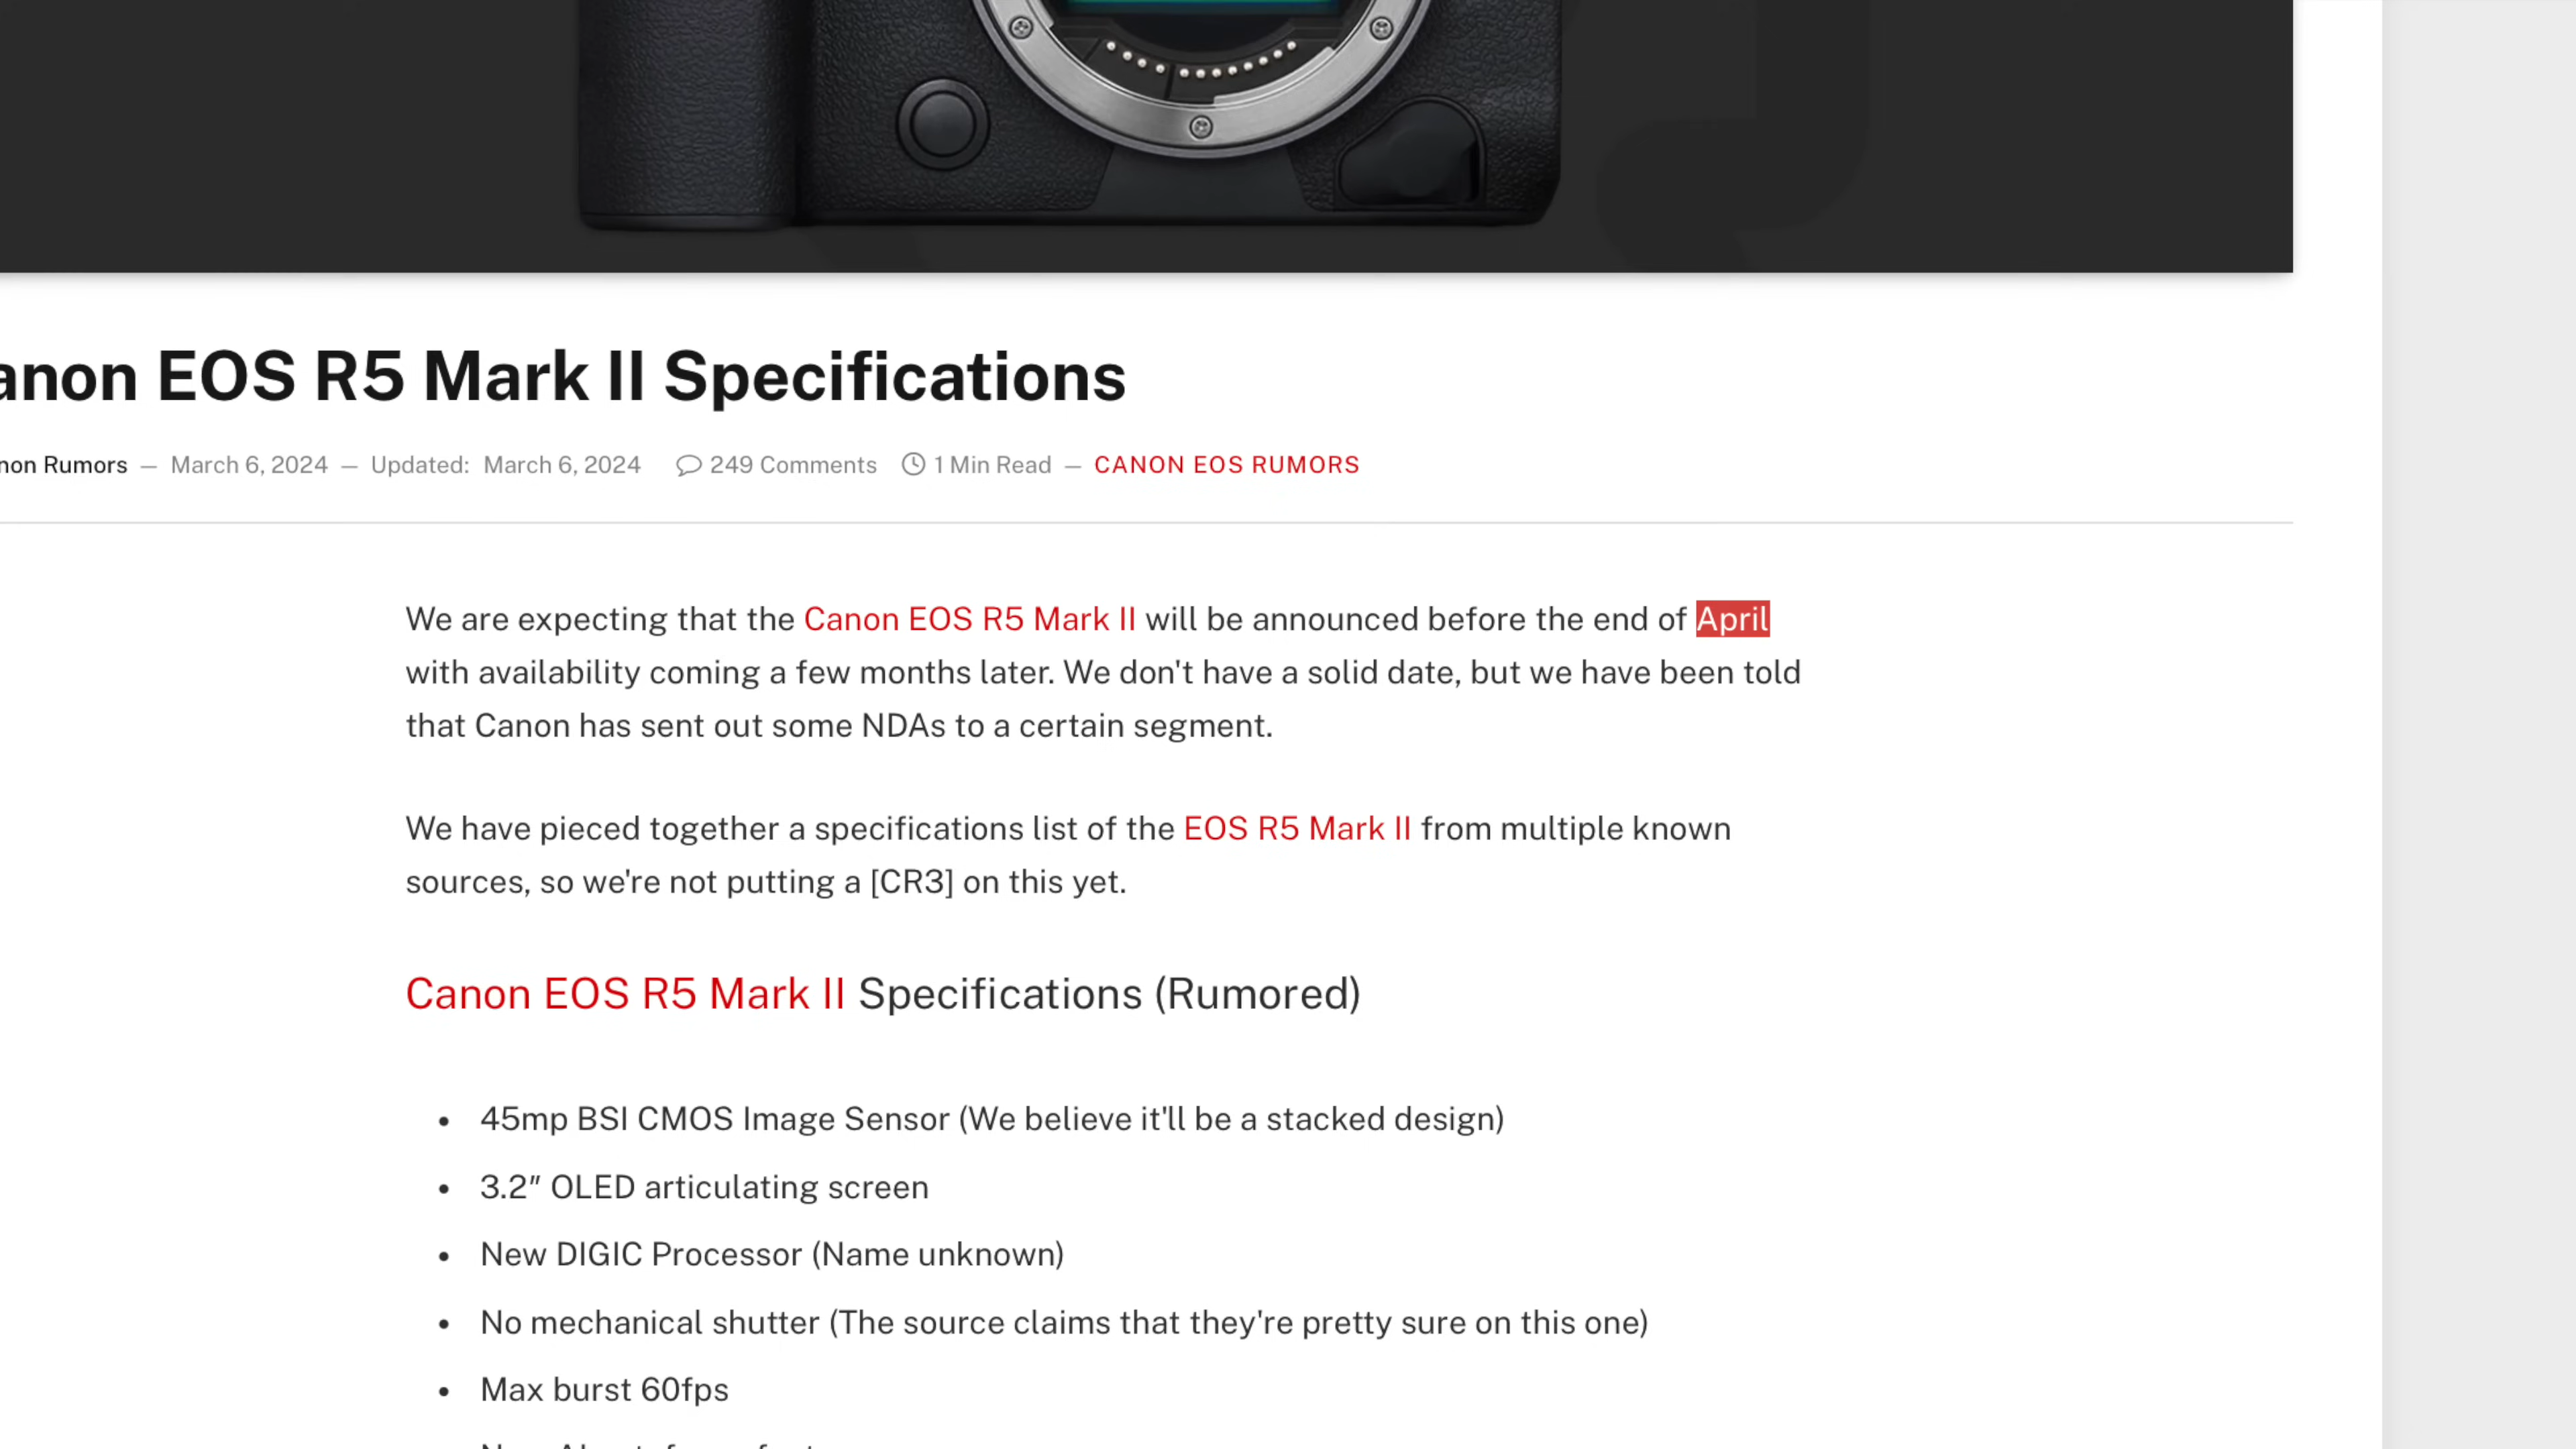 anon EOS R5 Mark II Specifications
non Rumors — March 6, 2024 — Updated: March 6, 2024 249 Comments 1 Min Read — CANON EOS RUMORS
We are expecting that the Canon EOS R5 Mark II will be announced before the end of April
with availability coming a few months later. We don't have a solid date, but we have been told
that Canon has sent out some NDAs to a certain segment.
We have pieced together a specifications list of the EOS R5 Mark II from multiple known
sources, so we're not putting a [CR3] on this yet.
Canon EOS R5 Mark II Specifications (Rumored)
• 45mp BSI CMOS Image Sensor (We believe it'll be a stacked design)
• 3.2″ OLED articulating screen
• New DIGIC Processor (Name unknown)
• No mechanical shutter (The source claims that they're pretty sure on this one)
• Max burst 60fps